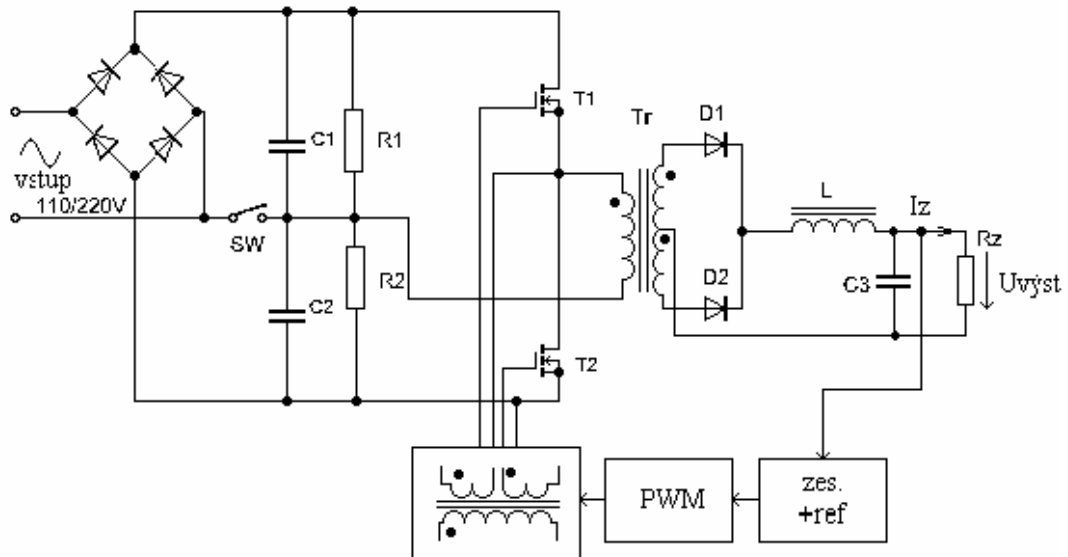 vstup
110/220V
SW
C1
R1
C2
R2
T1
T2
Tr
D1
D2
L
Iz
C3
Rz
Uvýst
PWM
zes.
+ref